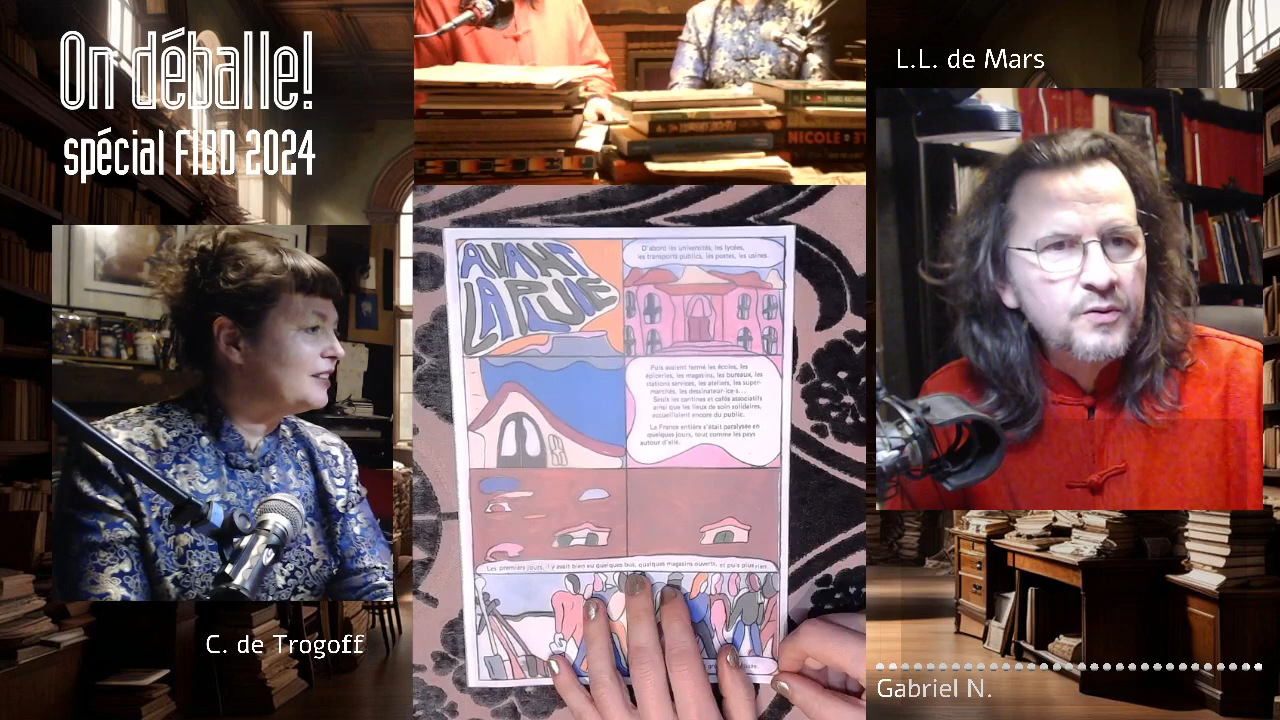 On déballe!
spécial FIBD 2024
L.L. de Mars
NICOLE
AVANT
LA PLUIE
D'abord les universités, les lycées,
les transports publics, les postes, les usines.
Puis avaient fermé les écoles, les
épiceries, les magasins, les bureaux, les
stations services, les ateliers, les super-
marchés, les dessinateur·ice·s...
Seuls les cantines et cafés associatifs
ainsi que les lieux de soin solidaires,
accueillaient encore du public.
La France entière s'était paralysée en
quelques jours, tout comme les pays
autour d'elle.
Les premiers jours, il y avait bien eu quelques bus, quelques magasins ouverts, et puis plus rien.
C. de Trogoff
Gabriel N.